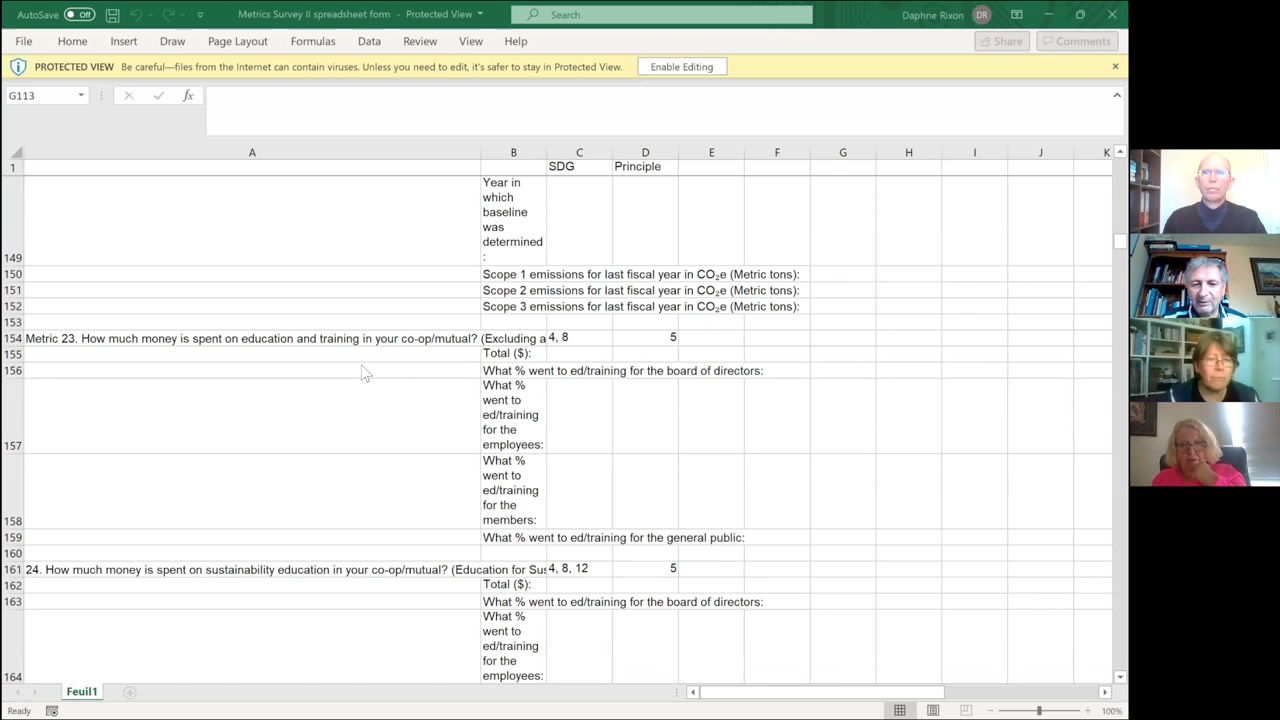 AutoSave Off Metrics Survey II spreadsheet form - Protected View Search Daphne Rixon DR
File Home Insert Draw Page Layout Formulas Data Review View Help Share Comments
PROTECTED VIEW Be careful—files from the Internet can contain viruses. Unless you need to edit, it's safer to stay in Protected View. Enable Editing
G113 fx
A B C D E F G H I J K
1 SDG Principle
Year in
which
baseline
was
determined
149 :
150 Scope 1 emissions for last fiscal year in CO₂e (Metric tons):
151 Scope 2 emissions for last fiscal year in CO₂e (Metric tons):
152 Scope 3 emissions for last fiscal year in CO₂e (Metric tons):
153
154 Metric 23. How much money is spent on education and training in your co-op/mutual? (Excluding a 4, 8 5
155 Total ($):
156 What % went to ed/training for the board of directors:
What %
went to
ed/training
for the
157 employees:
What %
went to
ed/training
for the
158 members:
159 What % went to ed/training for the general public:
160
161 24. How much money is spent on sustainability education in your co-op/mutual? (Education for Sus 4, 8, 12 5
162 Total ($):
163 What % went to ed/training for the board of directors:
What %
went to
ed/training
for the
164 employees:
Feuil1
Ready 100%